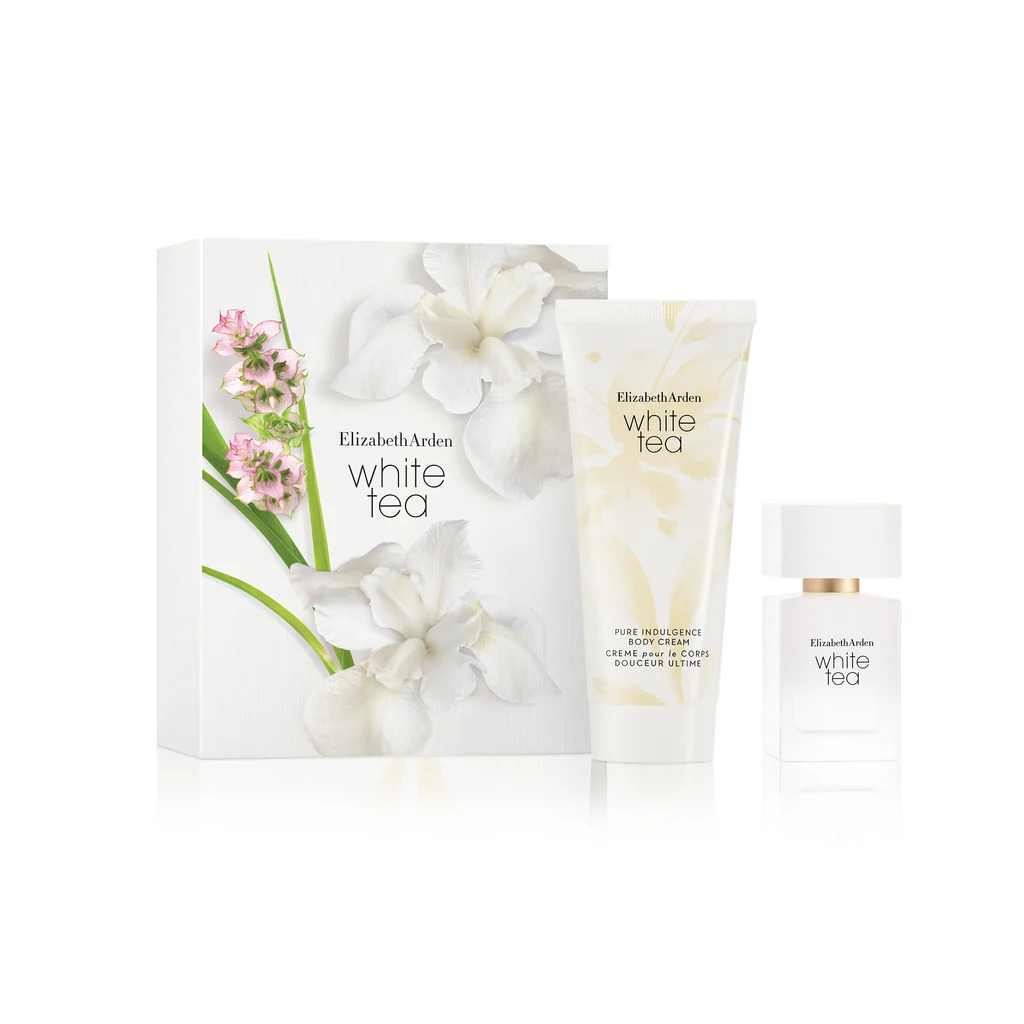 ElizabethArden
white
tea
ElizabethArden
white
tea
PURE INDULGENCE
BODY CREAM
CREME pour le CORPS
DOUCEUR ULTIME
ElizabethArden
white
tea